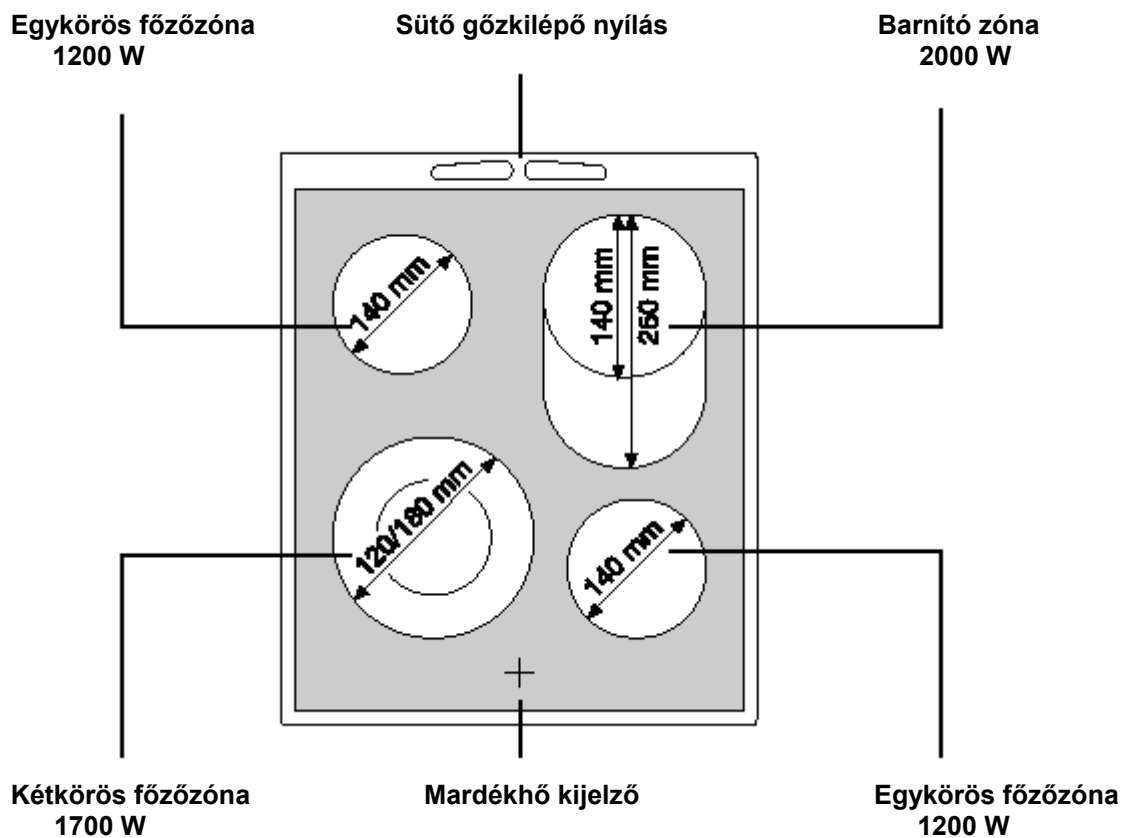 Egykörös főzőzóna
1200 W
Sütő gőzkilépő nyílás
Barnító zóna
2000 W
140 mm
140 mm
260 mm
120/180 mm
140 mm
Kétkörös főzőzóna
1700 W
Mardékhő kijelző
Egykörös főzőzóna
1200 W